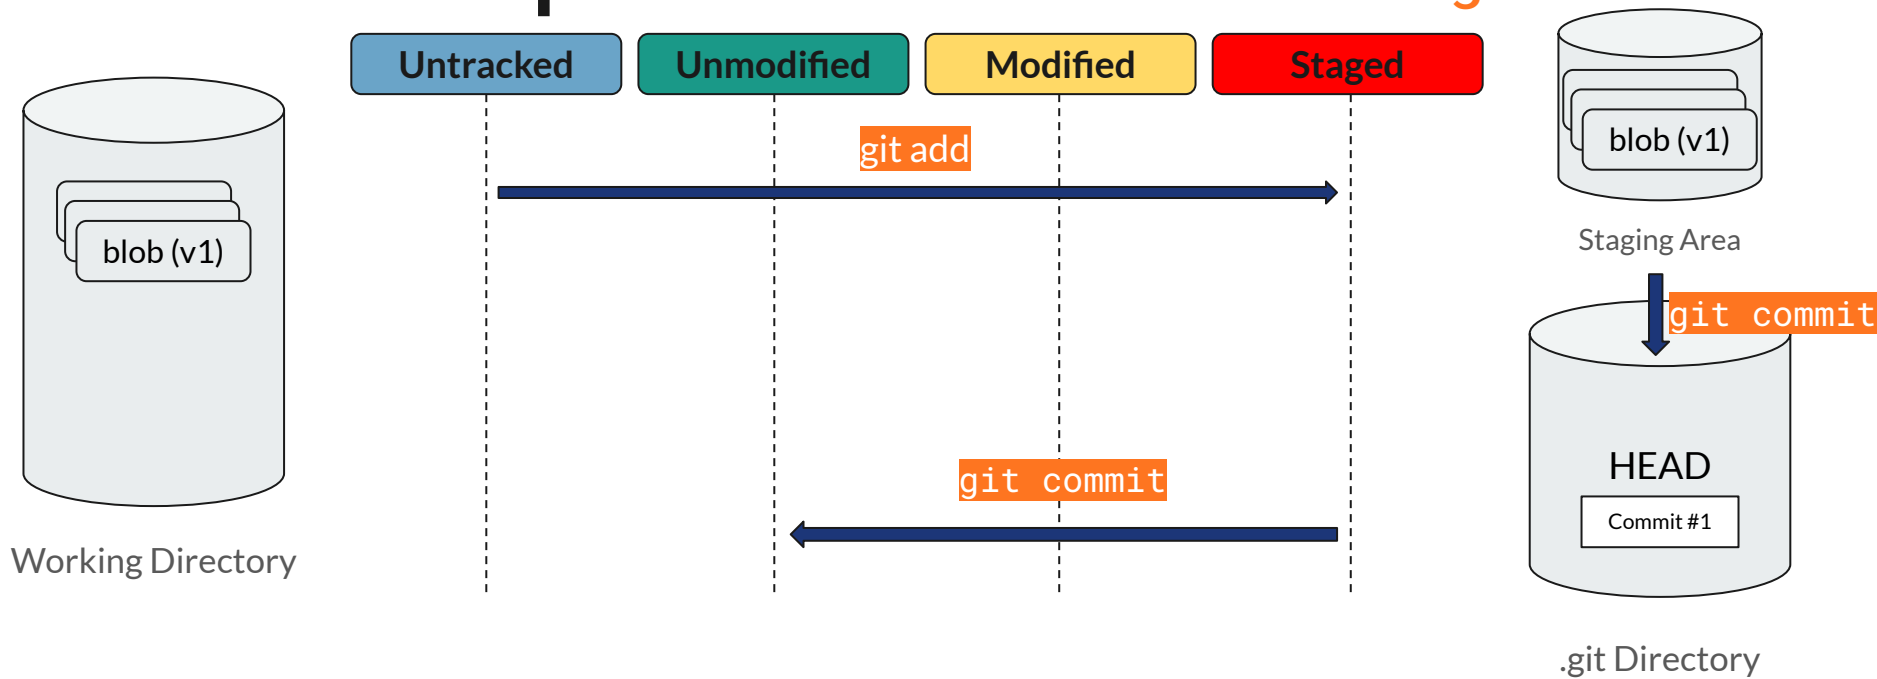 Untracked
Unmodified
Modified
Staged
git add
blob (v1)
blob (v1)
Staging Area
git commit
git commit
HEAD
Commit #1
Working Directory
.git Directory